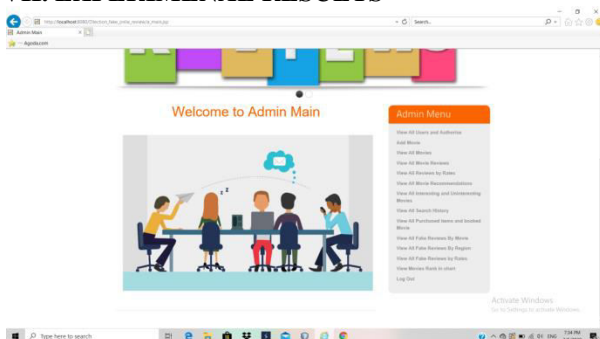 VII. EXPERIMENTAL RESULTS
Search...
Admin Main
Agoda.com
Welcome to Admin Main
z z
Admin Menu
View All Users and Authorize
Add Movie
View All Movies
View All Movie Reviews
View All Reviews by Rates
View All Movie Recommendations
View All Interesting and Uninteresting
Movies
View All Search History
View All Purchased Items and booked
Movie
View All Fake Reviews By Movie
View All Fake Reviews By Region
View All Fake Reviews by Rates
View Movies Rank in chart
Log Out
Activate Windows
Go to Settings to activate Windows.
Type here to search
ENG
7:34 PM